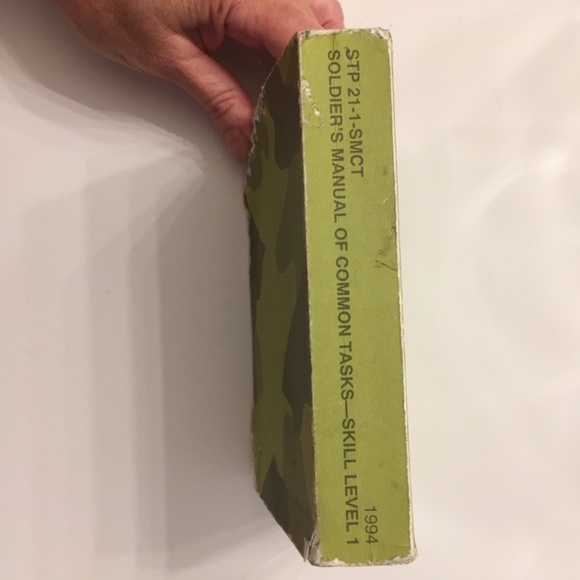 STP 21-1-SMCT
SOLDIER'S MANUAL OF COMMON TASKS—SKILL LEVEL 1
1994